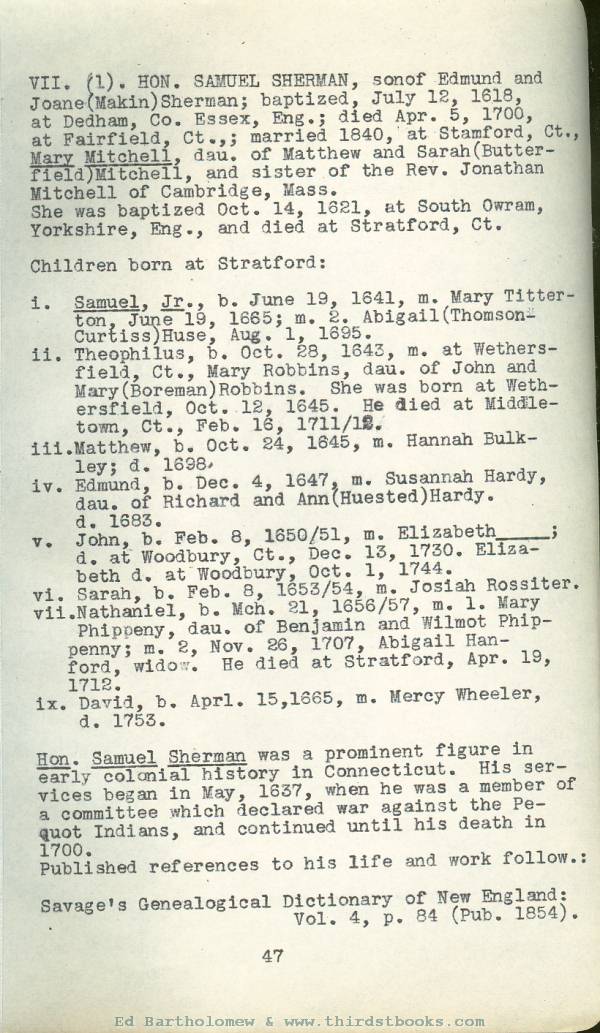 VII. (1). HON. SAMUEL SHERMAN, sonof Edmund and
Joane(Makin)Sherman; baptized, July 12, 1618,
at Dedham, Co. Essex, Eng.; died Apr. 5, 1700,
at Fairfield, Ct.,; married 1840, at Stamford, Ct.,
Mary Mitchell, dau. of Matthew and Sarah(Butter-
field)Mitchell, and sister of the Rev. Jonathan
Mitchell of Cambridge, Mass.
She was baptized Oct. 14, 1621, at South Owram,
Yorkshire, Eng., and died at Stratford, Ct.
Children born at Stratford:
i. Samuel, Jr., b. June 19, 1641, m. Mary Titter-
ton, June 19, 1665; m. 2. Abigail(Thomson-
Curtiss)Huse, Aug. 1, 1695.
ii. Theophilus, b. Oct. 28, 1643, m. at Wethers-
field, Ct., Mary Robbins, dau. of John and
Mary(Boreman)Robbins. She was born at Weth-
ersfield, Oct. 12, 1645. He died at Middle-
town, Ct., Feb. 16, 1711/12.
iii.Matthew, b. Oct. 24, 1645, m. Hannah Bulk-
ley; d. 1698.
iv. Edmund, b. Dec. 4, 1647, m. Susannah Hardy,
dau. of Richard and Ann(Huested)Hardy.
d. 1683.
v. John, b. Feb. 8, 1650/51, m. Elizabeth____;
d. at Woodbury, Ct., Dec. 13, 1730. Eliza-
beth d. at Woodbury, Oct. 1, 1744.
vi. Sarah, b. Feb. 8, 1653/54, m. Josiah Rossiter.
vii.Nathaniel, b. Mch. 21, 1656/57, m. 1. Mary
Phippeny, dau. of Benjamin and Wilmot Phip-
penny; m. 2, Nov. 26, 1707, Abigail Han-
ford, widow. He died at Stratford, Apr. 19,
1712.
ix. David, b. Aprl. 15,1665, m. Mercy Wheeler,
d. 1753.
Hon. Samuel Sherman was a prominent figure in
early colonial history in Connecticut. His ser-
vices began in May, 1637, when he was a member of
a committee which declared war against the Pe-
quot Indians, and continued until his death in
1700.
Published references to his life and work follow.:
Savage's Genealogical Dictionary of New England:
Vol. 4, p. 84 (Pub. 1854).
47
Ed Bartholomew & www.thirdstbooks.com